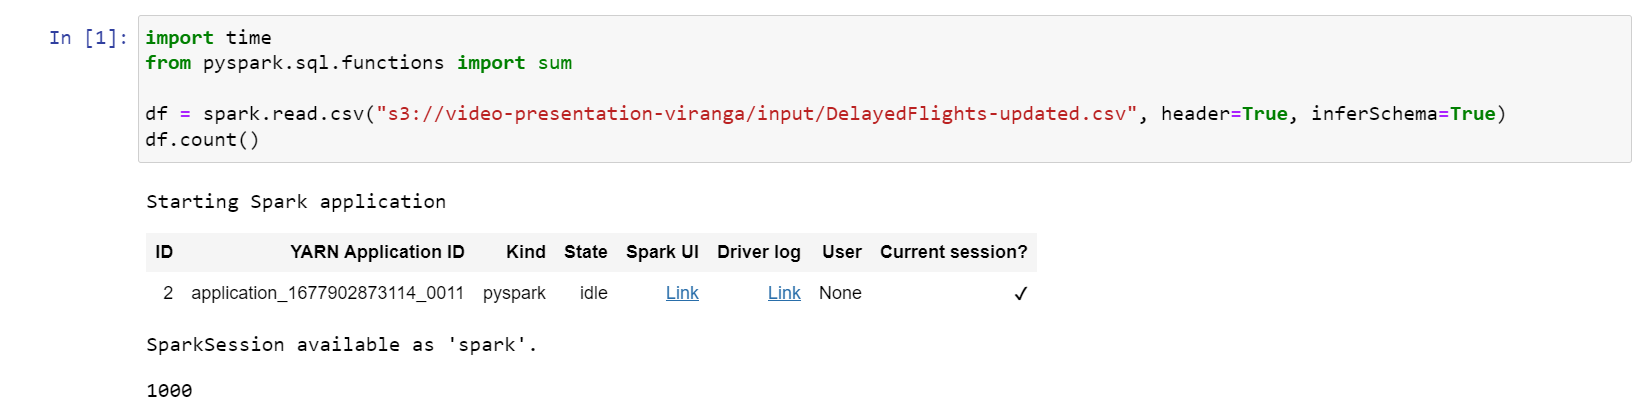 In [1]: import time
from pyspark.sql.functions import sum
df = spark.read.csv("s3://video-presentation-viranga/input/DelayedFlights-updated.csv", header=True, inferSchema=True)
df.count()
Starting Spark application
ID YARN Application ID Kind State Spark UI Driver log User Current session?
2 application_1677902873114_0011 pyspark idle Link Link None ✓
SparkSession available as 'spark'.
1000